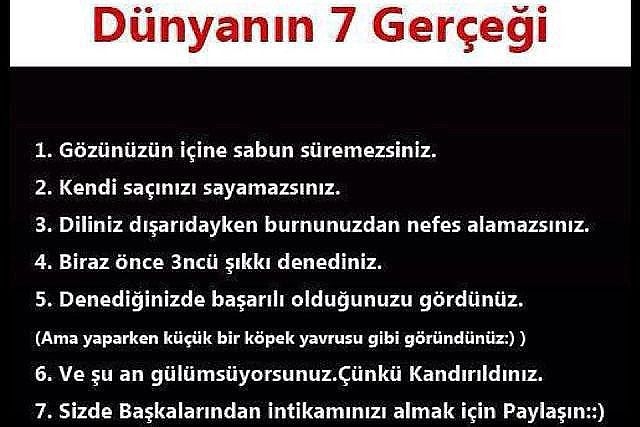 Dünyanın 7 Gerçeği
1. Gözünüzün içine sabun süremezsiniz.
2. Kendi saçınızı sayamazsınız.
3. Diliniz dışarıdayken burnunuzdan nefes alamazsınız.
4. Biraz önce 3ncü şıkkı denediniz.
5. Denediğinizde başarılı olduğunuzu gördünüz.
(Ama yaparken küçük bir köpek yavrusu gibi göründünüz:) )
6. Ve şu an gülümsüyorsunuz.Çünkü Kandırıldınız.
7. Sizde Başkalarından intikamınızı almak için Paylaşın::)